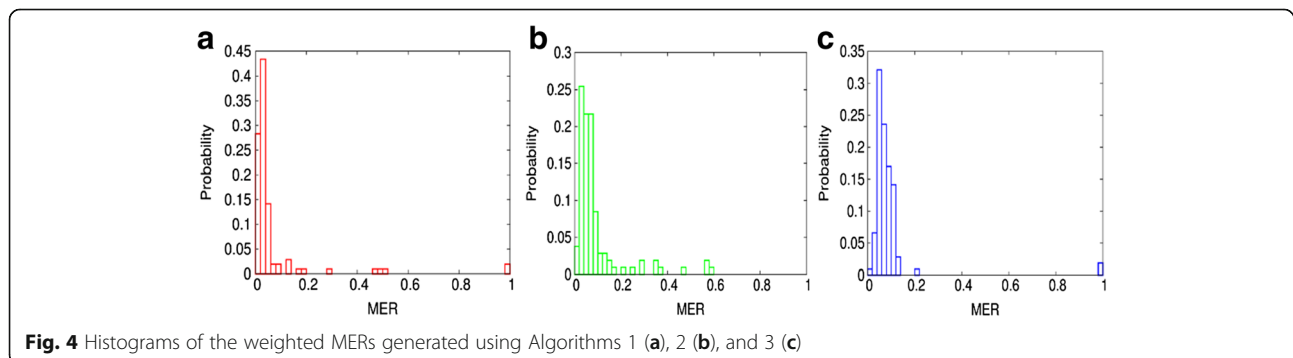 a
b
c
0.45
0.4
0.35
0.3
0.25
0.2
0.15
0.1
0.05
0
Probability
0 0.2 0.4 0.6 0.8 1
MER
0.3
0.25
0.2
0.15
0.1
0.05
0
Probability
0 0.2 0.4 0.6 0.8 1
MER
0.35
0.3
0.25
0.2
0.15
0.1
0.05
0
Probability
0 0.2 0.4 0.6 0.8 1
MER
Fig. 4 Histograms of the weighted MERs generated using Algorithms 1 (a), 2 (b), and 3 (c)